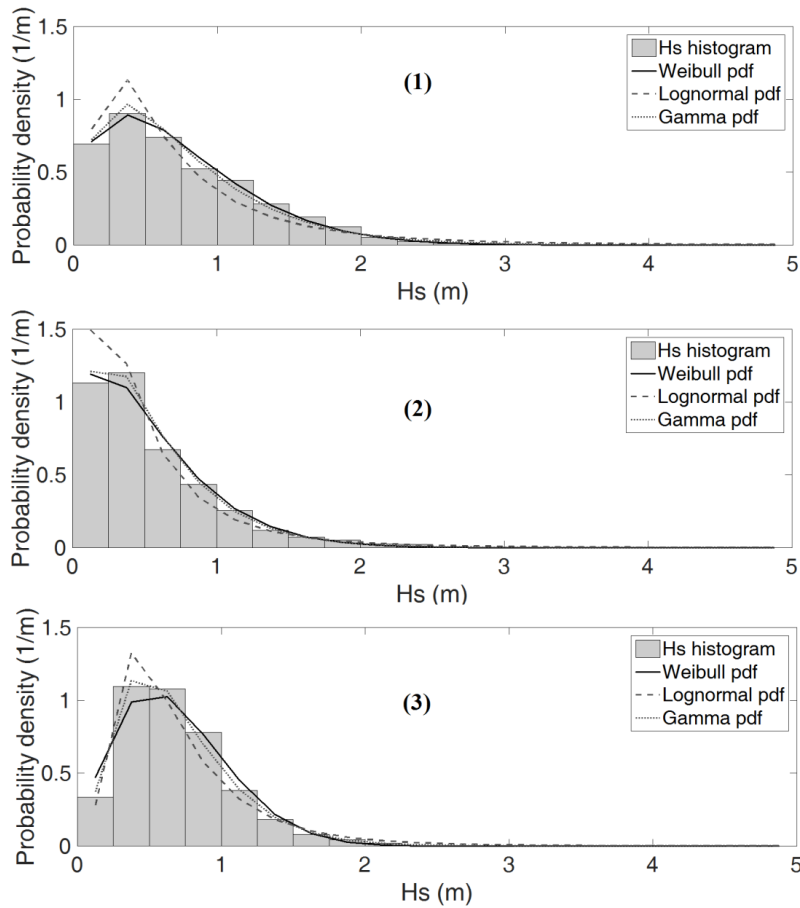 1.5
1
0.5
0
Probability density (1/m)
(1)
Hs histogram
Weibull pdf
Lognormal pdf
Gamma pdf
0 1 2 3 4 5
Hs (m)
1.5
1
0.5
0
Probability density (1/m)
(2)
Hs histogram
Weibull pdf
Lognormal pdf
Gamma pdf
0 1 2 3 4 5
Hs (m)
1.5
1
0.5
0
Probability density (1/m)
(3)
Hs histogram
Weibull pdf
Lognormal pdf
Gamma pdf
0 1 2 3 4 5
Hs (m)